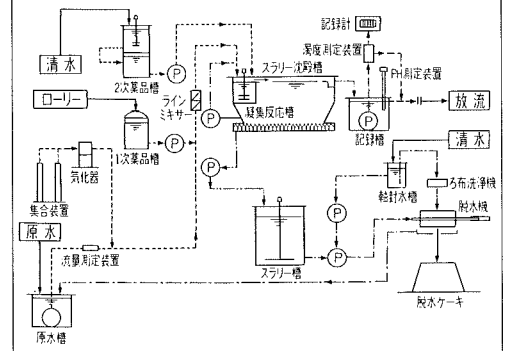 記録計
濁度測定装置
清水
スラリー沈殿槽
PH測定装置
2次薬品槽
P
ライン
ミキサー
ローリー
凝集反応槽
P
放流
記録槽
清水
1次薬品槽
P
P
気化器
ろ布洗浄機
集合装置
軸封水槽
脱水機
原水
P
流量測定装置
スラリー槽
P
脱水ケーキ
原水槽